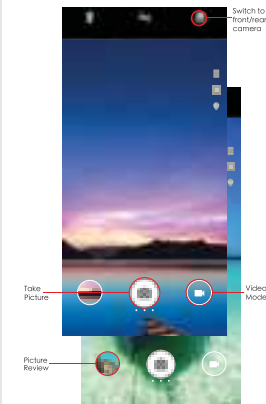 Switch to
front/rear
camera
Take
Picture
Video
Mode
Picture
Review